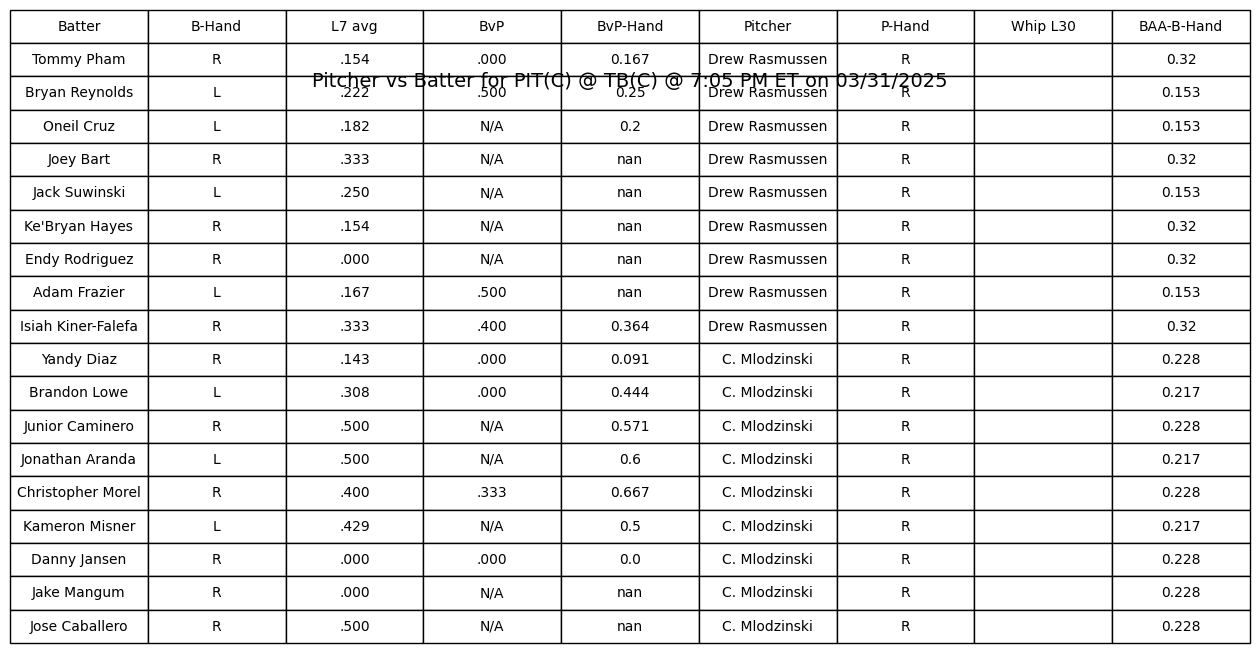 Batter B-Hand L7 avg BvP BvP-Hand Pitcher P-Hand Whip L30 BAA-B-Hand
Tommy Pham R .154 .000 0.167 Drew Rasmussen R 0.32
Pitcher vs Batter for PIT(C) @ TB(C) @ 7:05 PM ET on 03/31/2025
Bryan Reynolds L .222 .500 0.25 Drew Rasmussen R 0.153
Oneil Cruz L .182 N/A 0.2 Drew Rasmussen R 0.153
Joey Bart R .333 N/A nan Drew Rasmussen R 0.32
Jack Suwinski L .250 N/A nan Drew Rasmussen R 0.153
Ke'Bryan Hayes R .154 N/A nan Drew Rasmussen R 0.32
Endy Rodriguez R .000 N/A nan Drew Rasmussen R 0.32
Adam Frazier L .167 .500 nan Drew Rasmussen R 0.153
Isiah Kiner-Falefa R .333 .400 0.364 Drew Rasmussen R 0.32
Yandy Diaz R .143 .000 0.091 C. Mlodzinski R 0.228
Brandon Lowe L .308 .000 0.444 C. Mlodzinski R 0.217
Junior Caminero R .500 N/A 0.571 C. Mlodzinski R 0.228
Jonathan Aranda L .500 N/A 0.6 C. Mlodzinski R 0.217
Christopher Morel R .400 .333 0.667 C. Mlodzinski R 0.228
Kameron Misner L .429 N/A 0.5 C. Mlodzinski R 0.217
Danny Jansen R .000 .000 0.0 C. Mlodzinski R 0.228
Jake Mangum R .000 N/A nan C. Mlodzinski R 0.228
Jose Caballero R .500 N/A nan C. Mlodzinski R 0.228